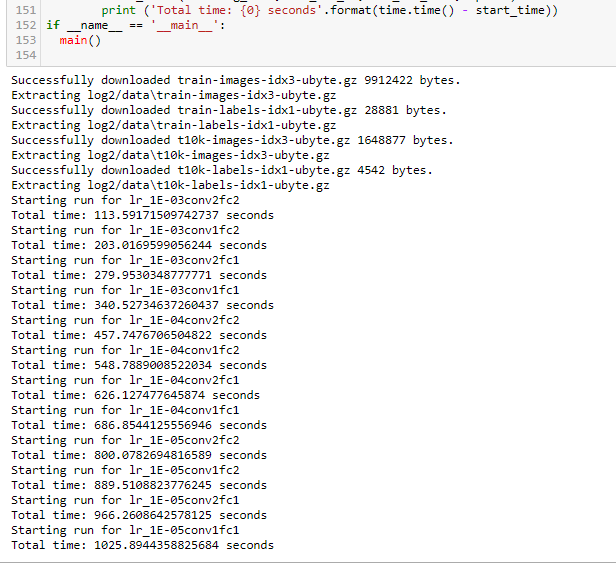 151 print ('Total time: {0} seconds'.format(time.time() - start_time))
152 if __name__ == '__main__':
153 main()
154
Successfully downloaded train-images-idx3-ubyte.gz 9912422 bytes.
Extracting log2/data\train-images-idx3-ubyte.gz
Successfully downloaded train-labels-idx1-ubyte.gz 28881 bytes.
Extracting log2/data\train-labels-idx1-ubyte.gz
Successfully downloaded t10k-images-idx3-ubyte.gz 1648877 bytes.
Extracting log2/data\t10k-images-idx3-ubyte.gz
Successfully downloaded t10k-labels-idx1-ubyte.gz 4542 bytes.
Extracting log2/data\t10k-labels-idx1-ubyte.gz
Starting run for lr_1E-03conv2fc2
Total time: 113.59171509742737 seconds
Starting run for lr_1E-03conv1fc2
Total time: 203.0169599056244 seconds
Starting run for lr_1E-03conv2fc1
Total time: 279.9530348777771 seconds
Starting run for lr_1E-03conv1fc1
Total time: 340.52734637260437 seconds
Starting run for lr_1E-04conv2fc2
Total time: 457.7476706504822 seconds
Starting run for lr_1E-04conv1fc2
Total time: 548.7889008522034 seconds
Starting run for lr_1E-04conv2fc1
Total time: 626.127477645874 seconds
Starting run for lr_1E-04conv1fc1
Total time: 686.8544125556946 seconds
Starting run for lr_1E-05conv2fc2
Total time: 800.0782694816589 seconds
Starting run for lr_1E-05conv1fc2
Total time: 889.5108823776245 seconds
Starting run for lr_1E-05conv2fc1
Total time: 966.2608642578125 seconds
Starting run for lr_1E-05conv1fc1
Total time: 1025.8944358825684 seconds